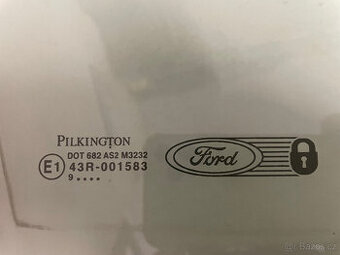 PILKINGTON
DOT 682 AS2 M3232
E1 43R-001583
9 ....
Ford